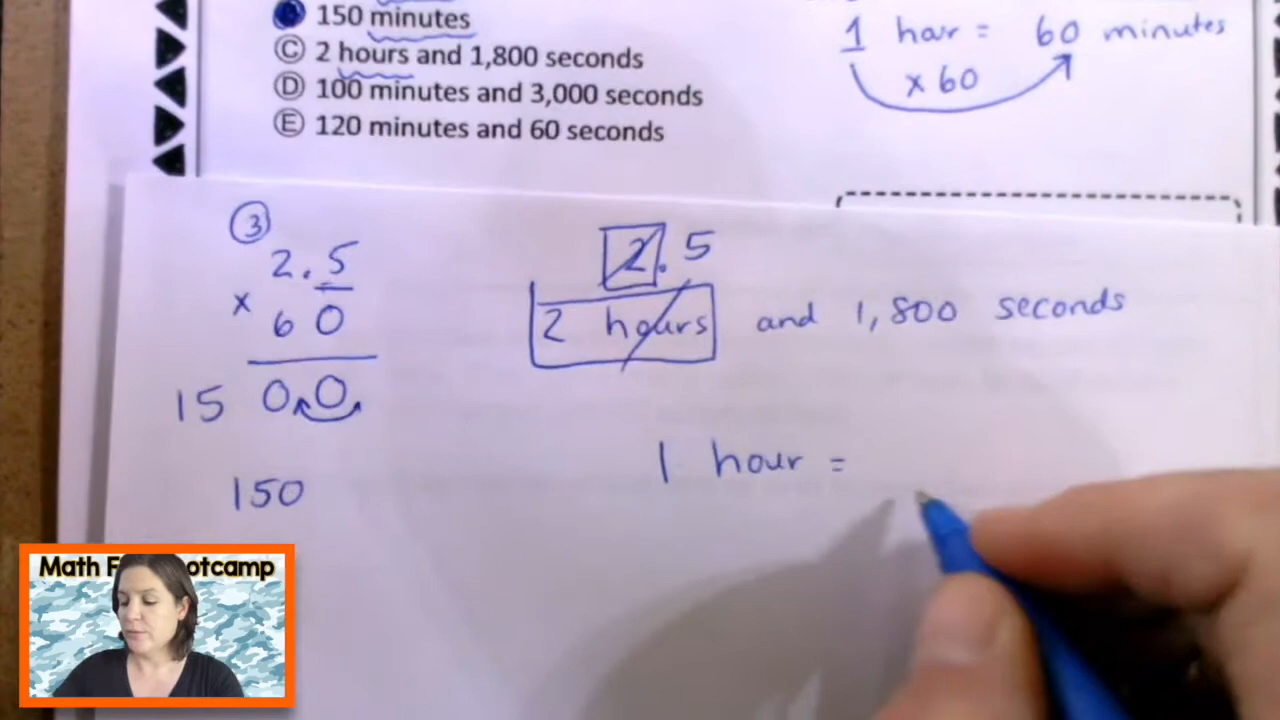 150 minutes
Ⓒ 2 hours and 1,800 seconds
Ⓓ 100 minutes and 3,000 seconds
Ⓔ 120 minutes and 60 seconds
1 hour = 60 minutes
x 60
③
2.5
x 60
15 00
150
2.5
2 hours and 1,800 seconds
1 hour =
Math otcamp